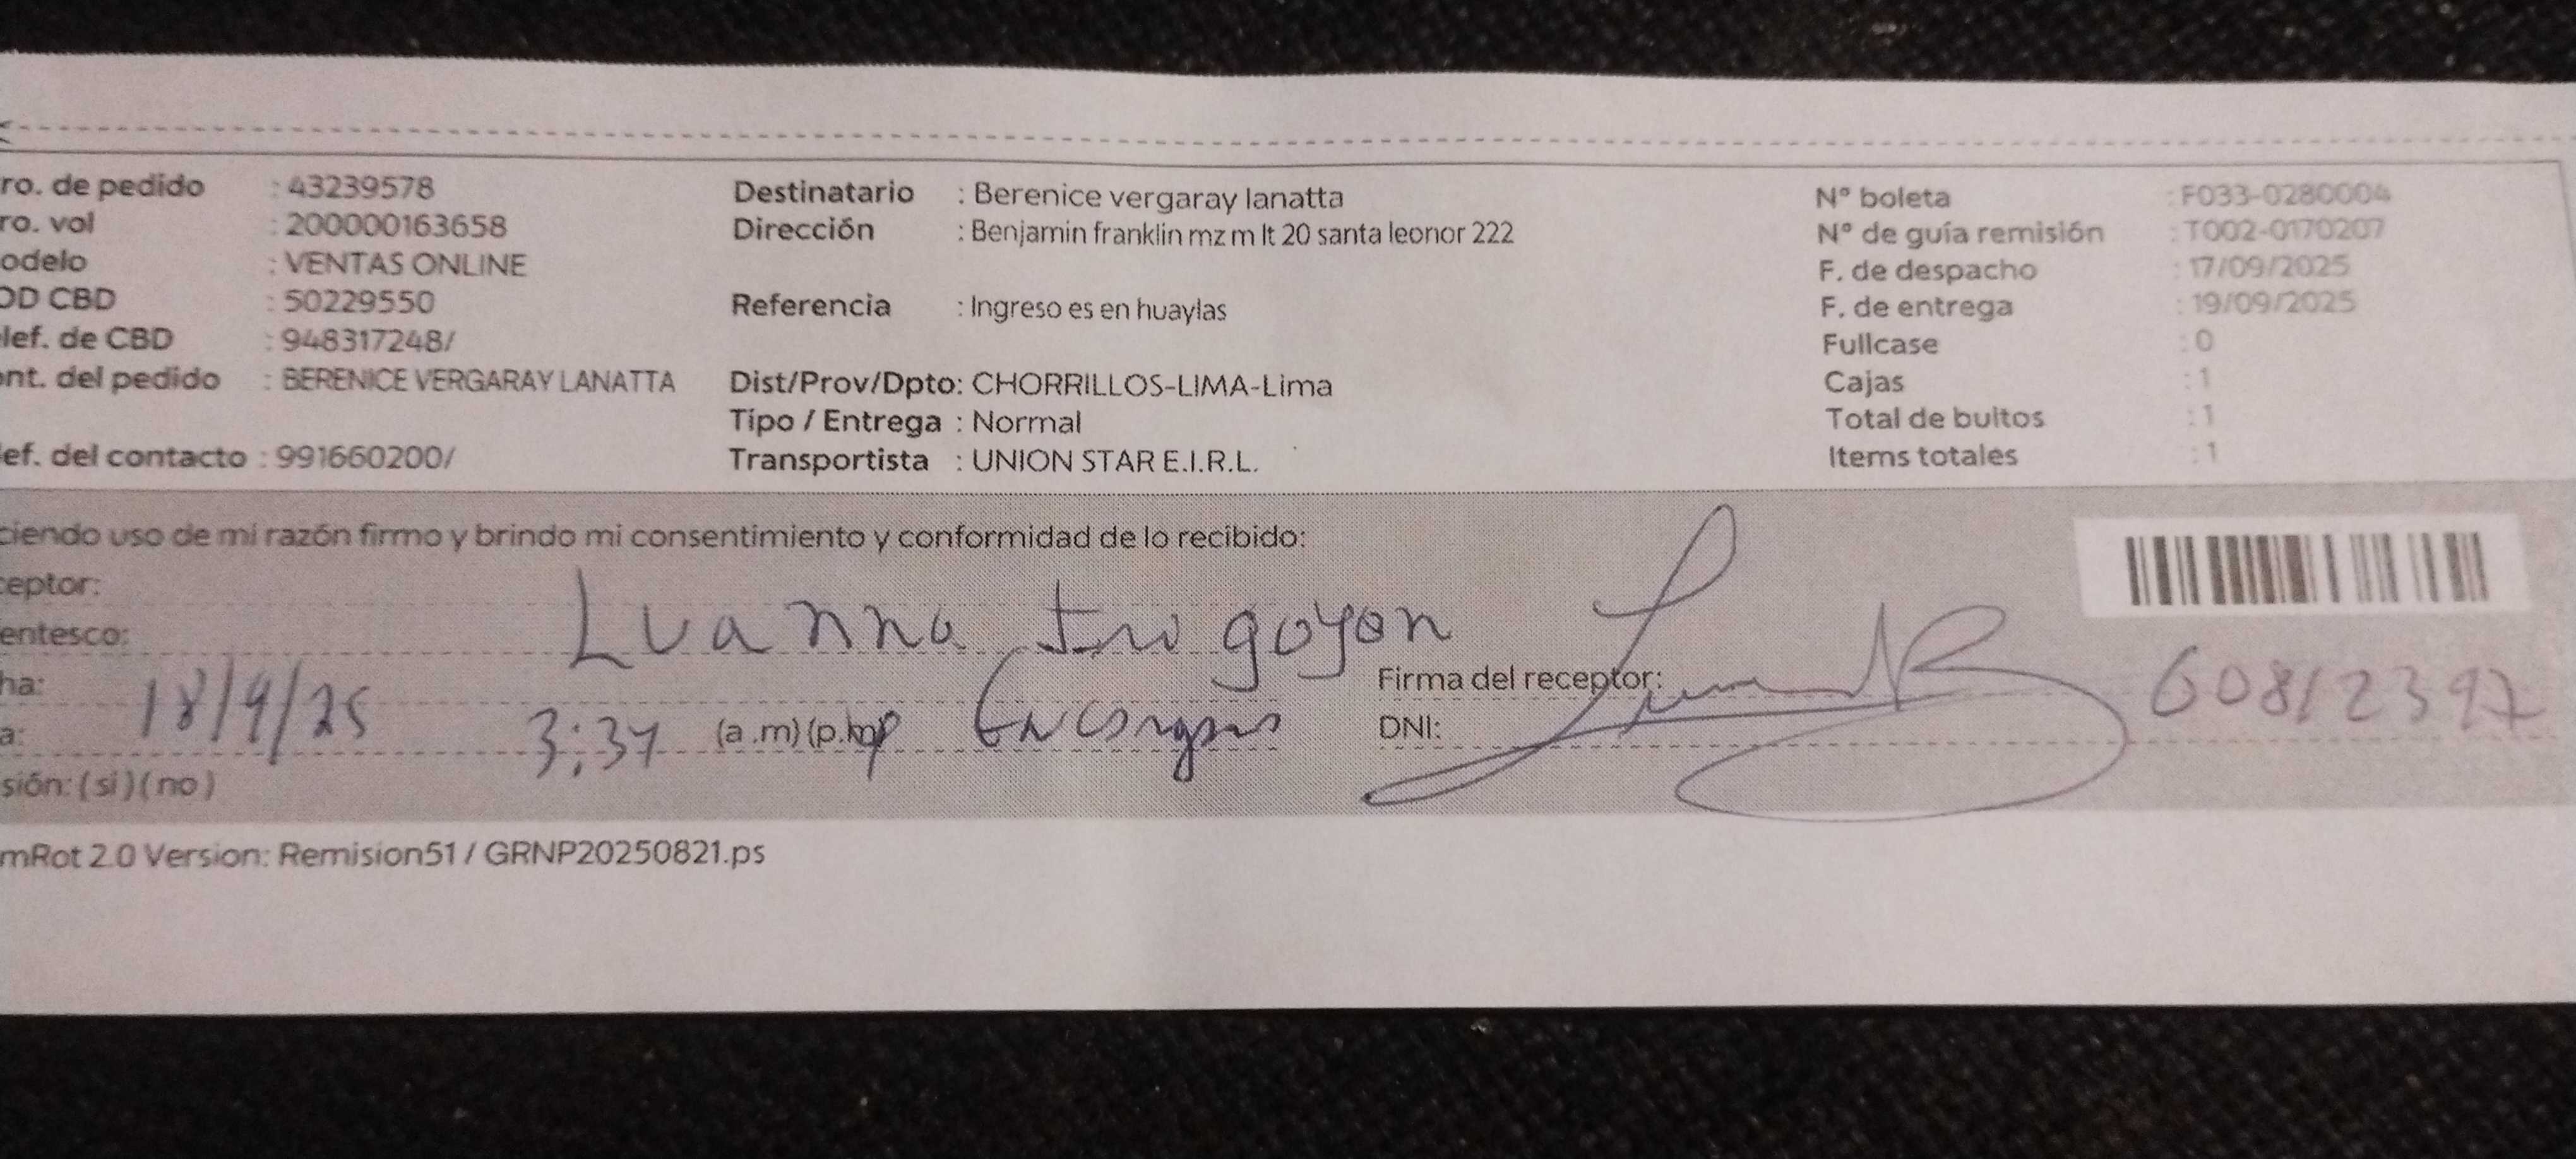 ro. de pedido : 43239578 Destinatario : Berenice vergaray lanatta Nº boleta : F033-0280004
ro. vol : 200000163658 Dirección : Benjamin franklin mz m lt 20 santa leonor 222 Nº de guía remisión : T002-0170207
odelo : VENTAS ONLINE F. de despacho : 17/09/2025
OD CBD : 50229550 Referencia : Ingreso es en huaylas F. de entrega : 19/09/2025
lef. de CBD : 948317248/ Fullcase : 0
ont. del pedido : BERENICE VERGARAY LANATTA Dist/Prov/Dpto: CHORRILLOS-LIMA-Lima Cajas : 1
Tipo / Entrega : Normal Total de bultos : 1
ef. del contacto : 991660200/ Transportista : UNION STAR E.I.R.L. Items totales : 1
ciendo uso de mi razón firmo y brindo mi consentimiento y conformidad de lo recibido:
ceptor:
entesco: Luanna goyen
ha: 18/9/25 Firma del receptor: 60812397
a: 3:37 (a.m)(p.m) DNI:
sión: (si)(no)
mRot 2.0 Version: Remision51 / GRNP20250821.ps